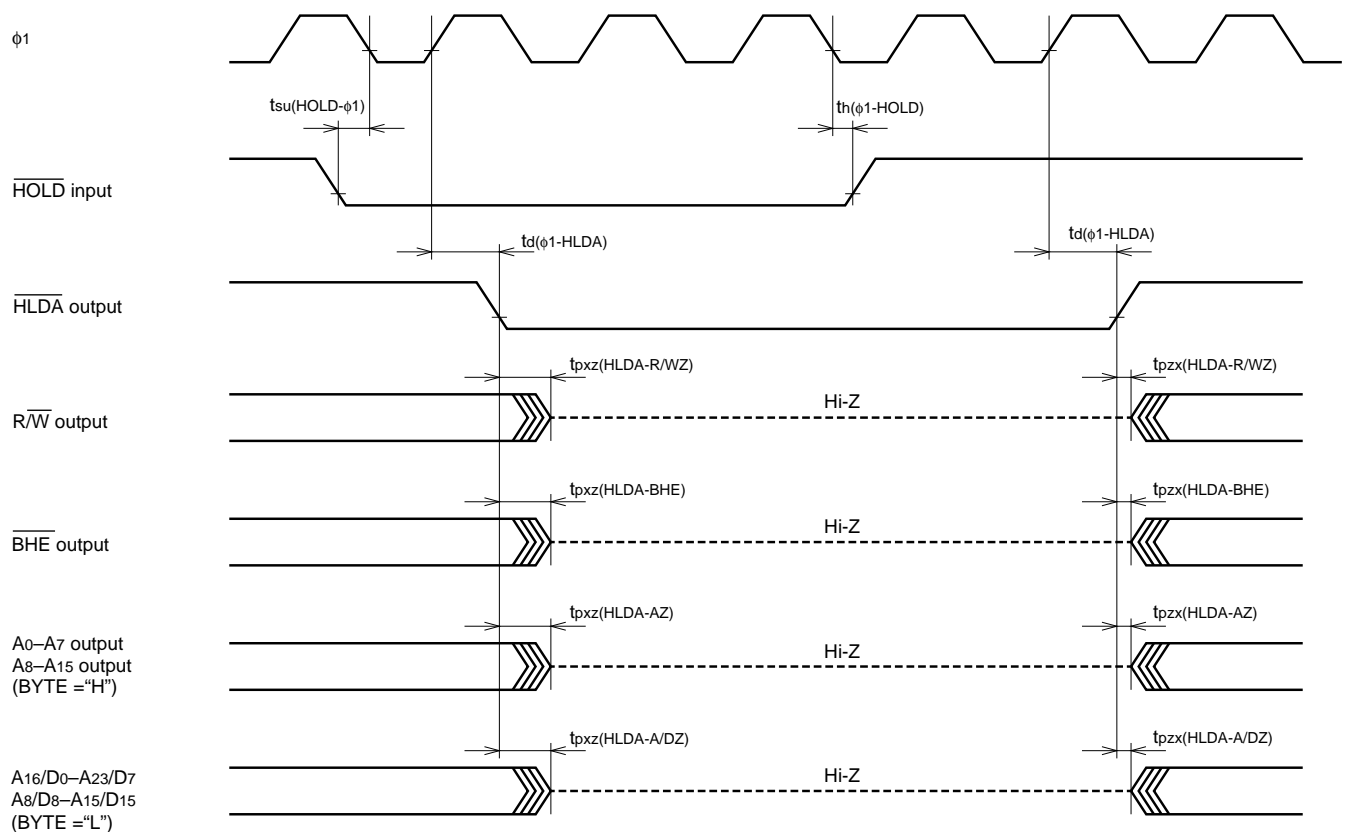 ϕ1
tsu(HOLD-ϕ1)
th(ϕ1-HOLD)
HOLD input
td(ϕ1-HLDA)
td(ϕ1-HLDA)
HLDA output
tpxz(HLDA-R/WZ)
tpzx(HLDA-R/WZ)
Hi-Z
R/W output
tpxz(HLDA-BHE)
tpzx(HLDA-BHE)
Hi-Z
BHE output
tpxz(HLDA-AZ)
tpzx(HLDA-AZ)
A0–A7 output
A8–A15 output
(BYTE =“H”)
Hi-Z
tpxz(HLDA-A/DZ)
tpzx(HLDA-A/DZ)
A16/D0–A23/D7
A8/D8–A15/D15
(BYTE =“L”)
Hi-Z